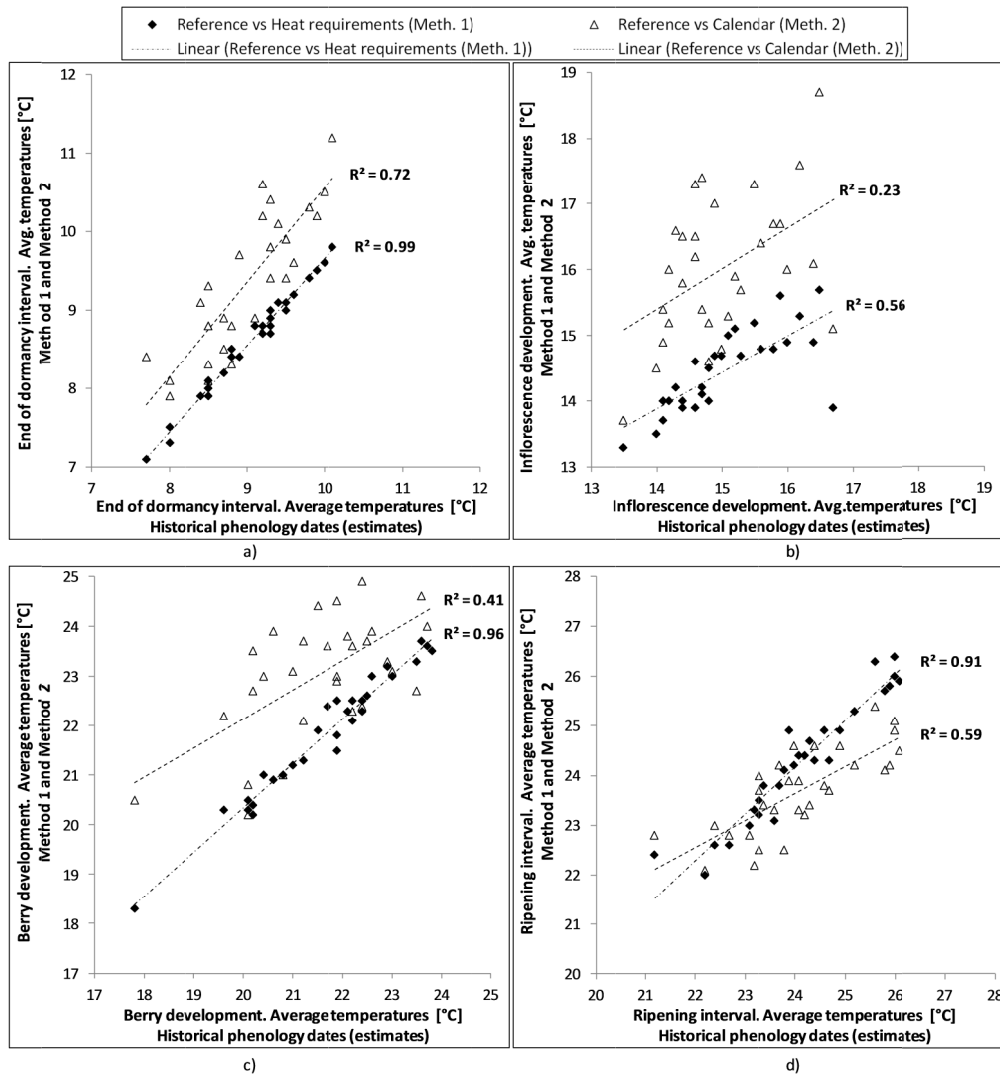 Reference vs Heat requirements (Meth. 1)
Reference vs Calendar (Meth. 2)
Linear (Reference vs Heat requirements (Meth. 1))
Linear (Reference vs Calendar (Meth. 2))
End of dormancy interval. Avg. temperatures [°C]
Meth od 1 and Method 2
12
11
10
9
8
7
R² = 0.72
R² = 0.99
7 8 9 10 11 12
End of dormancy interval. Average temperatures [°C]
Historical phenology dates (estimates)
a)
Inflorescence development. Avg. temperatures [°C]
Method 1 and Method 2
19
18
17
16
15
14
13
R² = 0.23
R² = 0.56
13 14 15 16 17 18 19
Inflorescence development. Avg.temperatures [°C]
Historical phenology dates (estimates)
b)
Berry development. Average temperatures [°C]
Method 1 and Method 2
25
24
23
22
21
20
19
18
17
R² = 0.41
R² = 0.96
17 18 19 20 21 22 23 24 25
Berry development. Average temperatures [°C]
Historical phenology dates (estimates)
c)
Ripening interval. Average temperatures [°C]
Method 1 and Method 2
28
27
26
25
24
23
22
21
20
R² = 0.91
R² = 0.59
20 21 22 23 24 25 26 27 28
Ripening interval. Average temperatures [°C]
Historical phenology dates (estimates)
d)